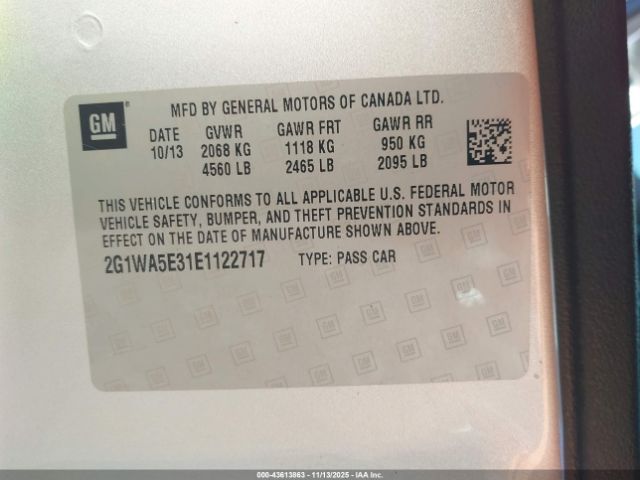 GM
MFD BY GENERAL MOTORS OF CANADA LTD.
DATE GVWR GAWR FRT GAWR RR
10/13 2068 KG 1118 KG 950 KG
4560 LB 2465 LB 2095 LB
THIS VEHICLE CONFORMS TO ALL APPLICABLE U.S. FEDERAL MOTOR
VEHICLE SAFETY, BUMPER, AND THEFT PREVENTION STANDARDS IN
EFFECT ON THE DATE OF MANUFACTURE SHOWN ABOVE.
2G1WA5E31E1122717 TYPE: PASS CAR
000-43613863 - 11/13/2025 - IAA Inc.